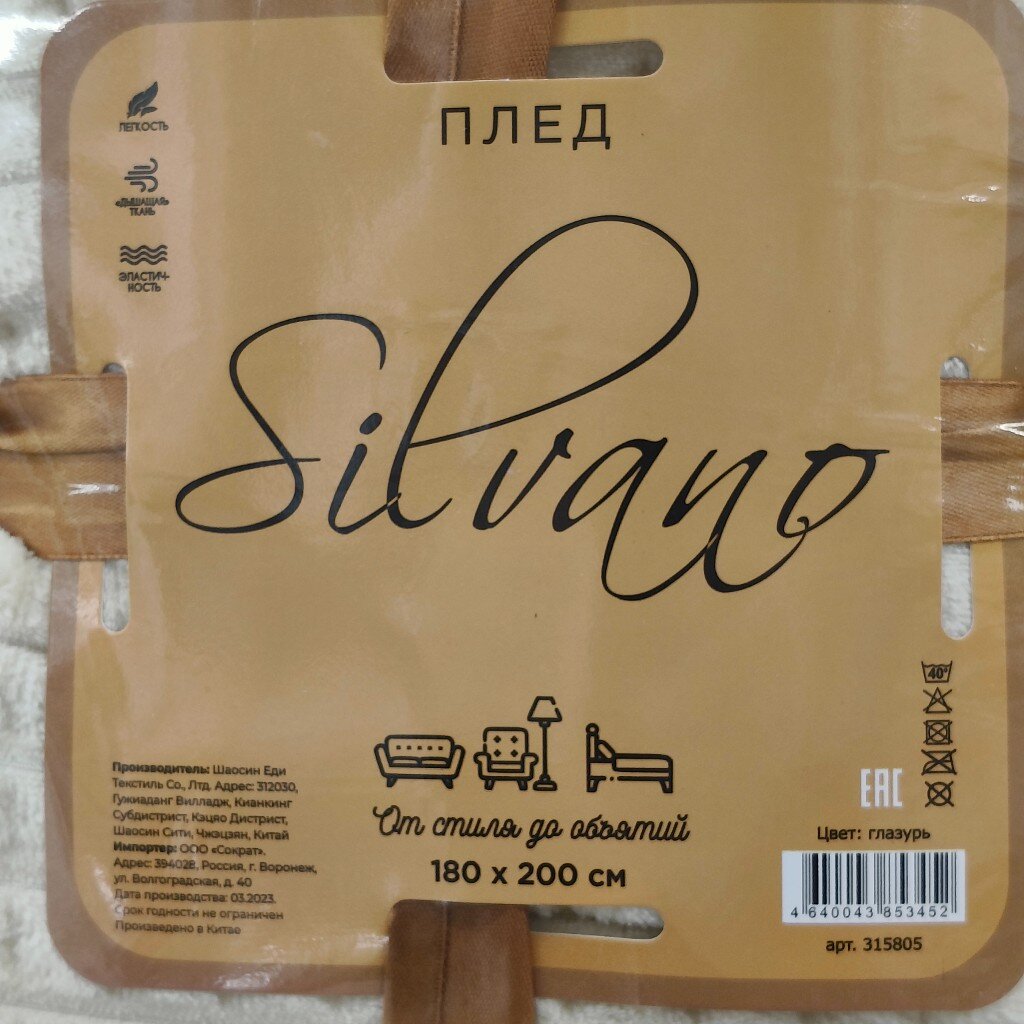 ПЛЕД
ЛЕГКОСТЬ
«ДЫШАЩАЯ»
ТКАНЬ
ЭЛАСТИЧ-
НОСТЬ
Silvano
40°
Производитель: Шаосин Еди
Текстиль Со., Лтд. Адрес: 312030,
Гужиаданг Вилладж, Кианкинг
Субдистрист, Кэцяо Дистрист,
Шаосин Сити, Чжэцзян, Китай
Импортер: ООО «Сократ».
Адрес: 394028, Россия, г. Воронеж,
ул. Волгоградская, д. 40
Дата производства: 03.2023.
Срок годности не ограничен
Произведено в Китае
От стиля до объятий
180 х 200 см
EAC
Цвет: глазурь
4 640043 853452
арт. 315805